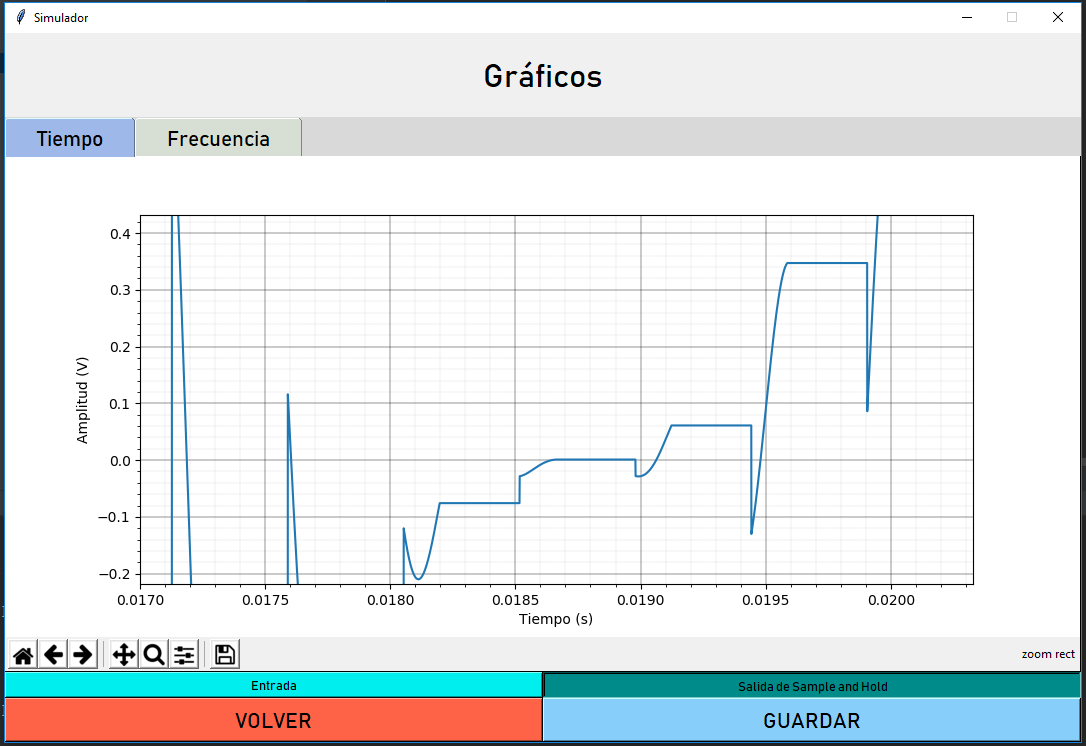 Simulador
Gráficos
Tiempo Frecuencia
0.4
0.3
0.2
0.1
0.0
−0.1
−0.2
Amplitud (V)
0.0170 0.0175 0.0180 0.0185 0.0190 0.0195 0.0200
Tiempo (s)
zoom rect
Entrada Salida de Sample and Hold
VOLVER GUARDAR